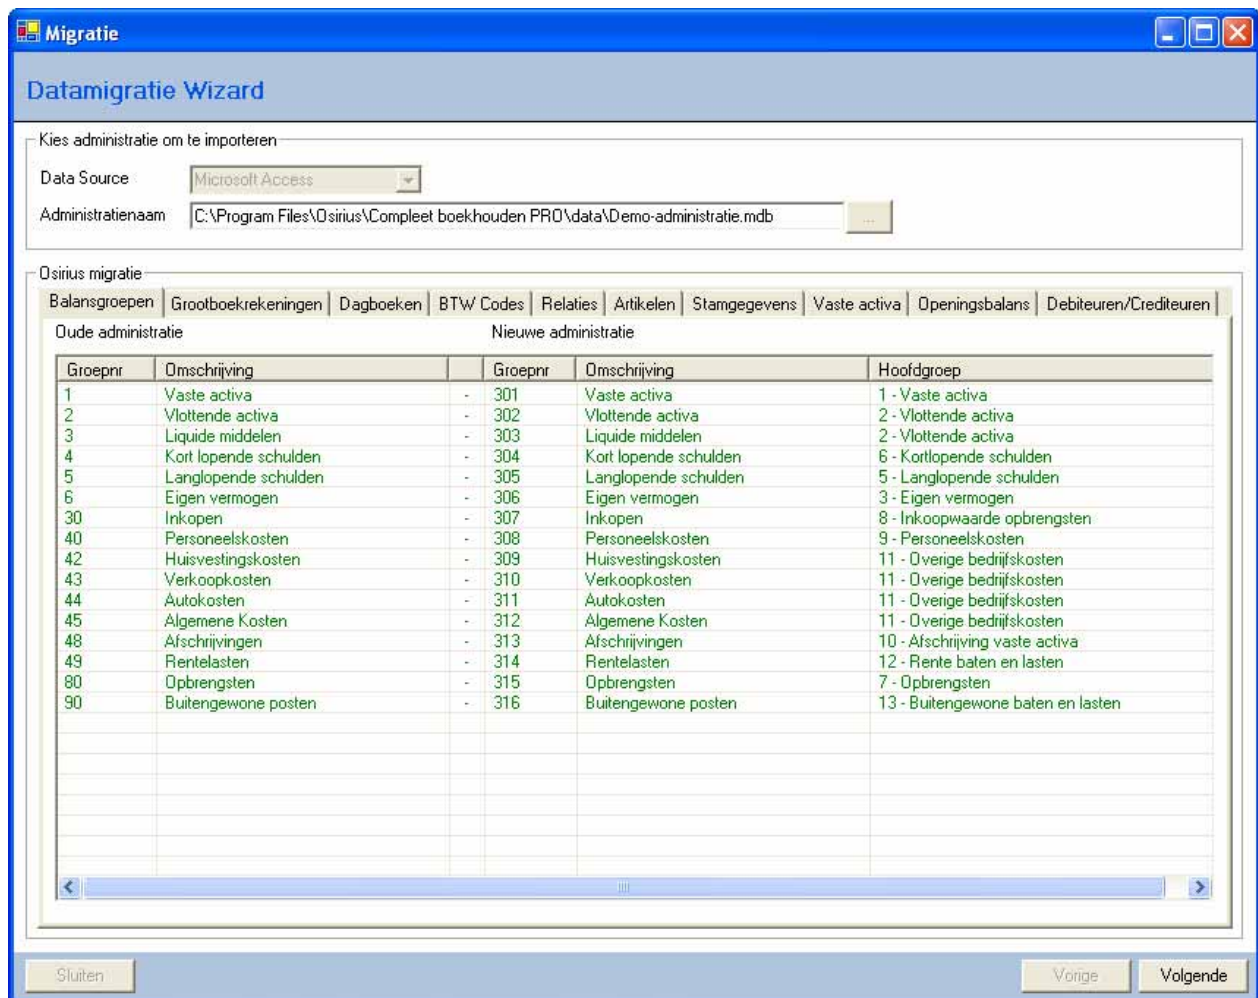 Migratie
Datamigratie Wizard
Kies administratie om te importeren
Data Source Microsoft Access
Administratienaam C:\Program Files\Osirius\Compleet boekhouden PRO\data\Demo-administratie.mdb ...
Osirius migratie
Balansgroepen Grootboekrekeningen Dagboeken BTW Codes Relaties Artikelen Stamgegevens Vaste activa Openingsbalans Debiteuren/Crediteuren
Oude administratie Nieuwe administratie
Groepnr Omschrijving Groepnr Omschrijving Hoofdgroep
1 Vaste activa - 301 Vaste activa 1 - Vaste activa
2 Vlottende activa - 302 Vlottende activa 2 - Vlottende activa
3 Liquide middelen - 303 Liquide middelen 2 - Vlottende activa
4 Kort lopende schulden - 304 Kort lopende schulden 6 - Kortlopende schulden
5 Langlopende schulden - 305 Langlopende schulden 5 - Langlopende schulden
6 Eigen vermogen - 306 Eigen vermogen 3 - Eigen vermogen
30 Inkopen - 307 Inkopen 8 - Inkoopwaarde opbrengsten
40 Personeelskosten - 308 Personeelskosten 9 - Personeelskosten
42 Huisvestingskosten - 309 Huisvestingskosten 11 - Overige bedrijfskosten
43 Verkoopkosten - 310 Verkoopkosten 11 - Overige bedrijfskosten
44 Autokosten - 311 Autokosten 11 - Overige bedrijfskosten
45 Algemene Kosten - 312 Algemene Kosten 11 - Overige bedrijfskosten
48 Afschrijvingen - 313 Afschrijvingen 10 - Afschrijving vaste activa
49 Rentelasten - 314 Rentelasten 12 - Rente baten en lasten
80 Opbrengsten - 315 Opbrengsten 7 - Opbrengsten
90 Buitengewone posten - 316 Buitengewone posten 13 - Buitengewone baten en lasten
Sluiten Vorige Volgende